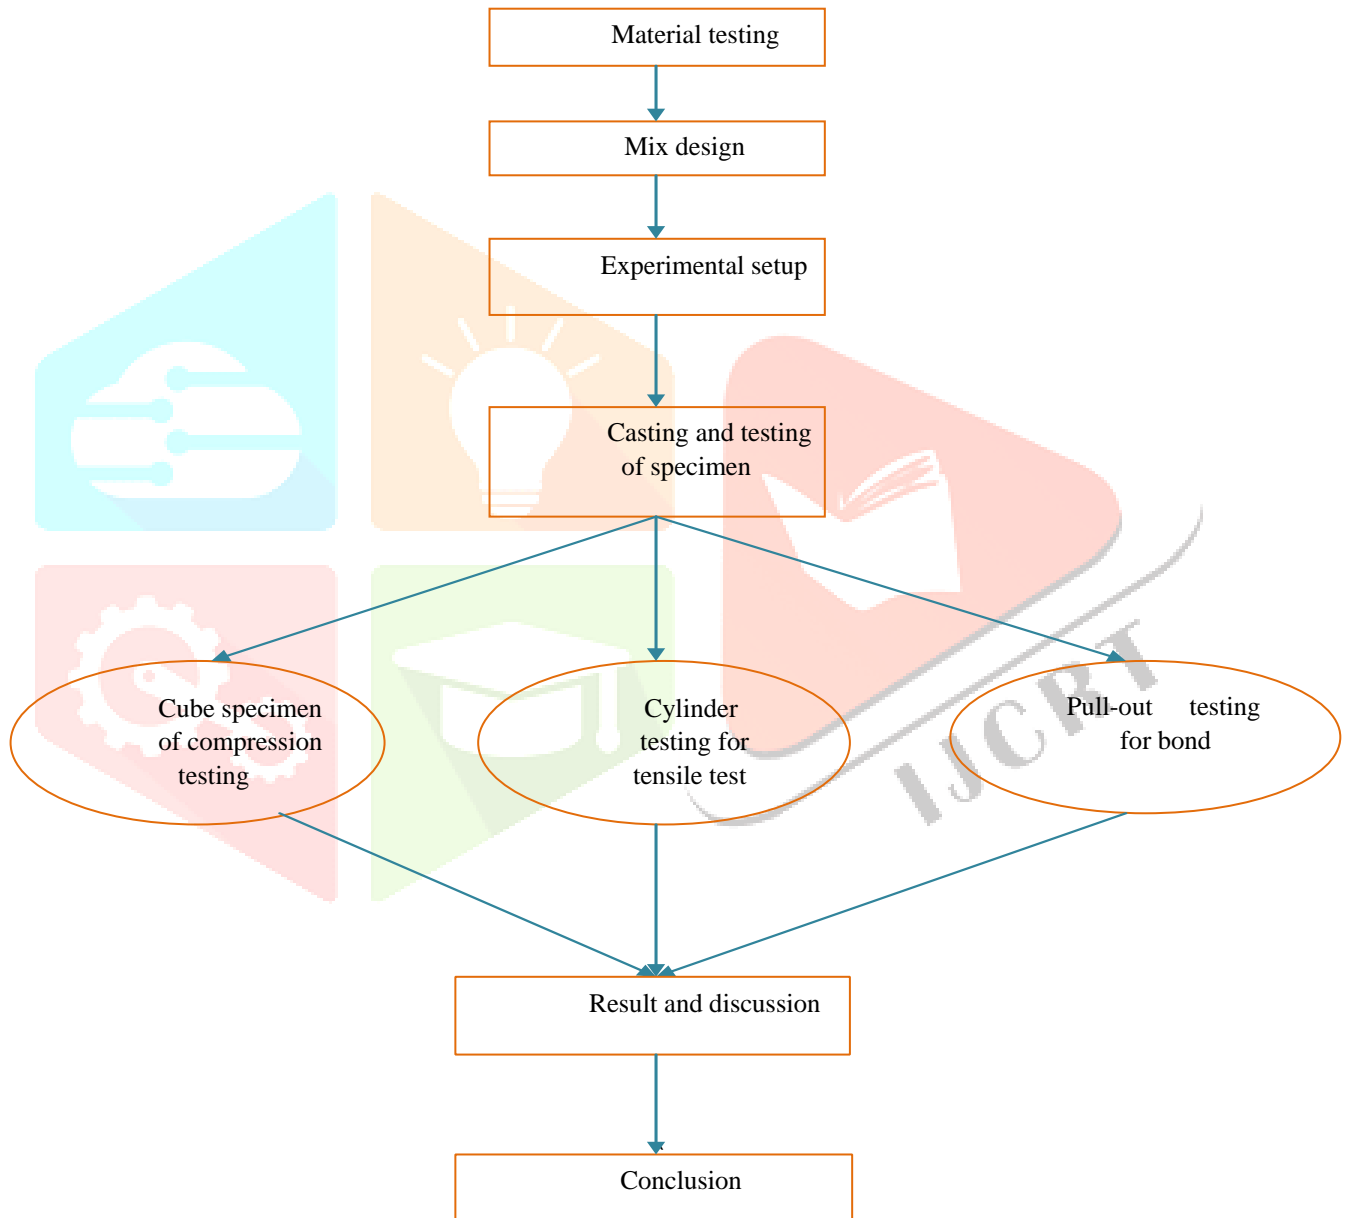 Material testing
Mix design
Experimental setup
Casting and testing
of specimen
Cube specimen
of compression
testing
Cylinder
testing for
tensile test
Pull-out testing
for bond
IJCRT
Result and discussion
Conclusion